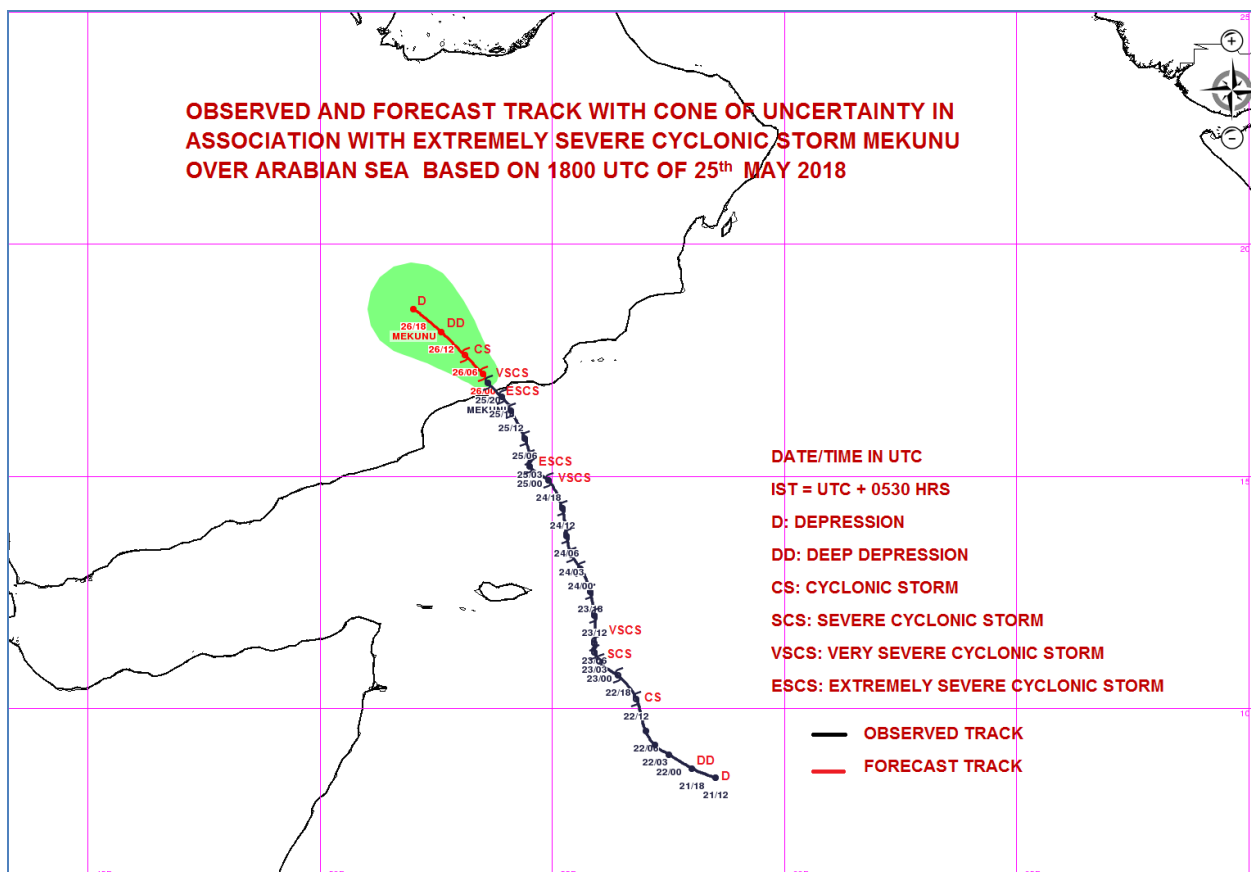 OBSERVED AND FORECAST TRACK WITH CONE OF UNCERTAINTY IN
ASSOCIATION WITH EXTREMELY SEVERE CYCLONIC STORM MEKUNU
OVER ARABIAN SEA BASED ON 1800 UTC OF 25th MAY 2018
D
26/18
MEKUNU
DD
26/12
CS
26/06
VSCS
26/00
ESCS
25/20
MEKUNU
25/12
25/06
ESCS
25/03
VSCS
25/00
24/18
24/12
24/06
24/03
24/00
23/18
23/12
VSCS
SCS
23/06
23/03
23/00
22/18
CS
22/12
22/06
22/03
DD
22/00
D
21/18
21/12
DATE/TIME IN UTC
IST = UTC + 0530 HRS
D: DEPRESSION
DD: DEEP DEPRESSION
CS: CYCLONIC STORM
SCS: SEVERE CYCLONIC STORM
VSCS: VERY SEVERE CYCLONIC STORM
ESCS: EXTREMELY SEVERE CYCLONIC STORM
OBSERVED TRACK
FORECAST TRACK